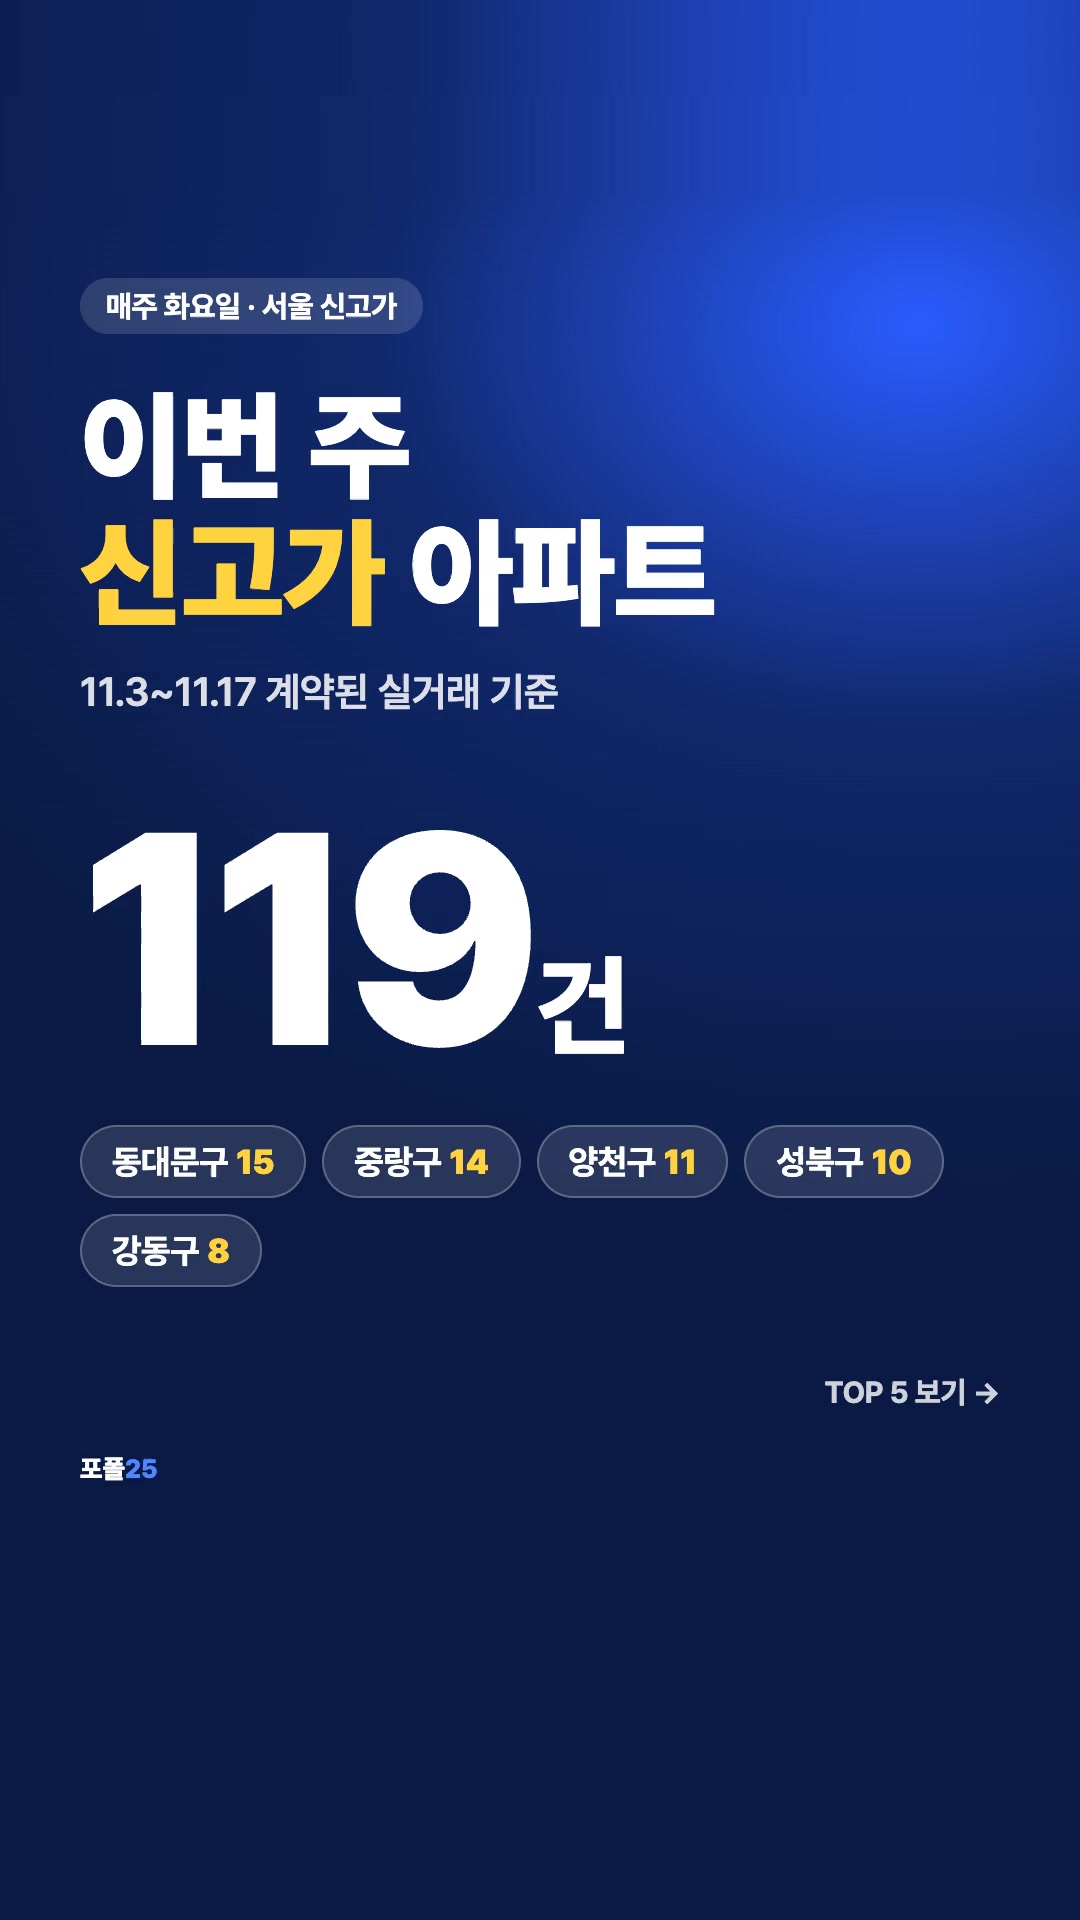 매주 화요일 · 서울 신고가
이번 주
신고가 아파트
11.3~11.17 계약된 실거래 기준
119건
동대문구 15 중랑구 14 양천구 11 성북구 10
강동구 8
TOP 5 보기 →
포폴25